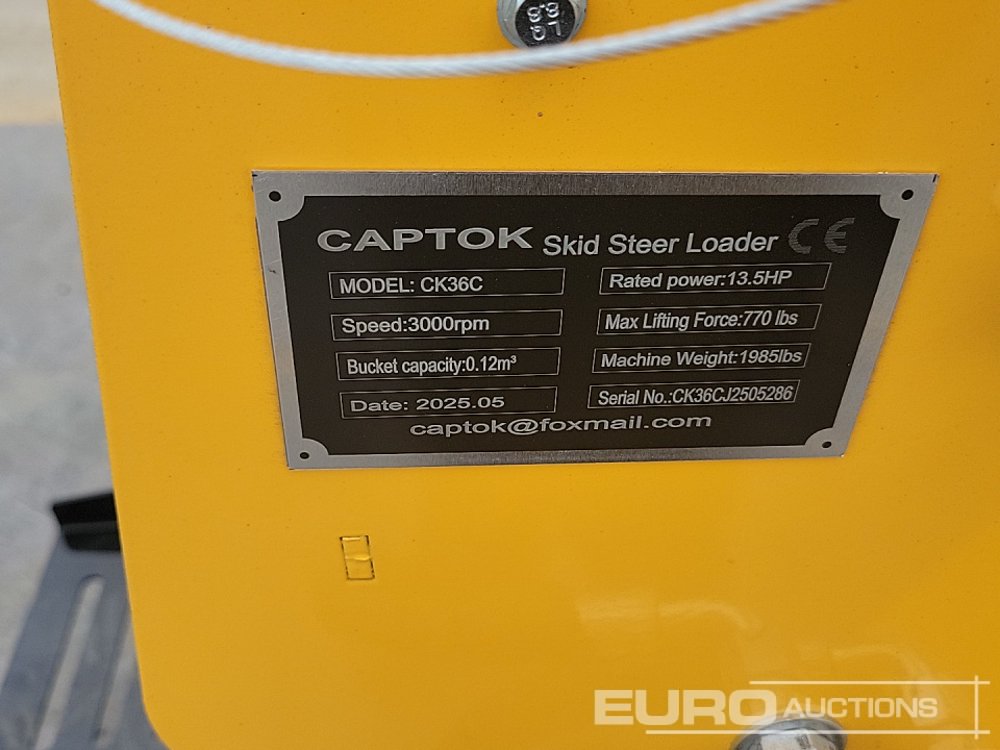 8.8
LQ
CAPTOK Skid Steer Loader CE
MODEL: CK36C
Rated power:13.5HP
Speed:3000rpm
Max Lifting Force:770 lbs
Bucket capacity:0.12m³
Machine Weight:1985lbs
Date: 2025.05
Serial No.:CK36CJ2505286
captok@foxmail.com
EURO AUCTIONS